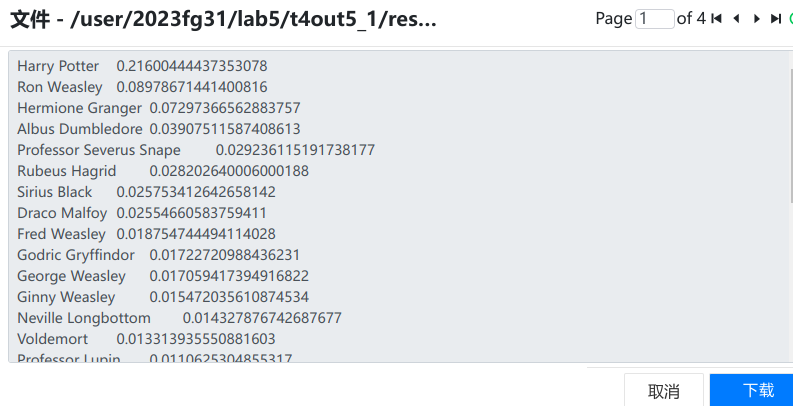 文件 - /user/2023fg31/lab5/t4out5_1/res...
Page 1 of 4
Harry Potter 0.21600444437353078
Ron Weasley 0.08978671441400816
Hermione Granger 0.07297366562883757
Albus Dumbledore 0.03907511587408613
Professor Severus Snape 0.029236115191738177
Rubeus Hagrid 0.028202640006000188
Sirius Black 0.025753412642658142
Draco Malfoy 0.02554660583759411
Fred Weasley 0.018754744494114028
Godric Gryffindor 0.01722720988436231
George Weasley 0.017059417394916822
Ginny Weasley 0.015472035610874534
Neville Longbottom 0.014327876742687677
Voldemort 0.013313935550881603
Professor Lupin 0.0110625304855317
取消
下载